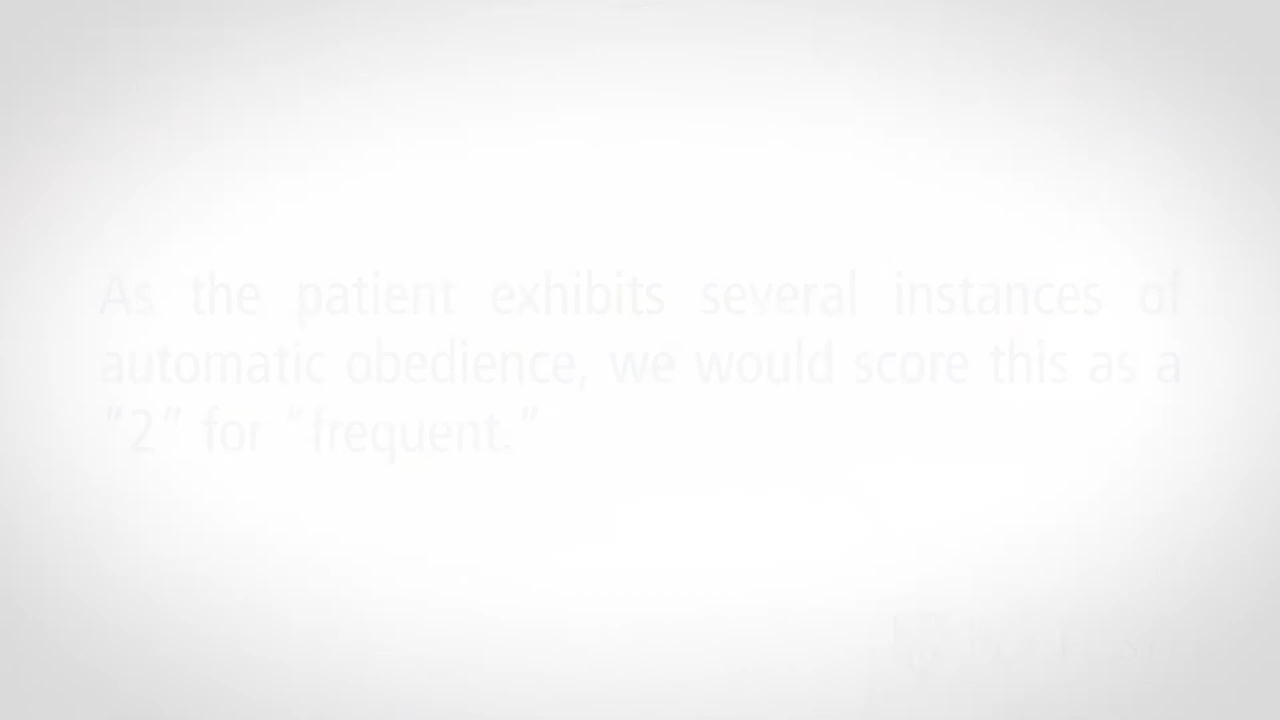 As the patient exhibits several instances of
automatic obedience, we would score this as a
"2" for "frequent."